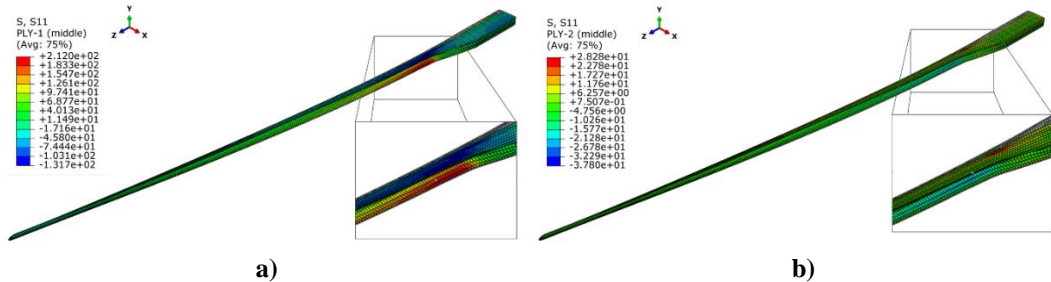 S, S11
PLY-1 (middle)
(Avg: 75%)
+2.120e+02
+1.833e+02
+1.547e+02
+1.261e+02
+9.741e+01
+6.877e+01
+4.013e+01
+1.149e+01
-1.716e+01
-4.580e+01
-7.444e+01
-1.031e+02
-1.317e+02
Y
Z
X
a)
S, S11
PLY-2 (middle)
(Avg: 75%)
+2.828e+01
+2.278e+01
+1.727e+01
+1.176e+01
+6.257e+00
+7.507e-01
-4.756e+00
-1.026e+01
-1.577e+01
-2.128e+01
-2.678e+01
-3.229e+01
-3.780e+01
Y
Z
X
b)